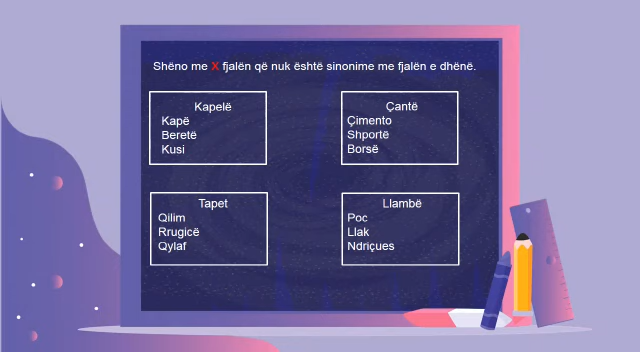 Shëno me X fjalën që nuk është sinonime me fjalën e dhënë.
Kapelë
Kapë
Beretë
Kusi
Çantë
Çimento
Shportë
Borsë
Tapet
Qilim
Rrugicë
Qylaf
Llambë
Poc
Llak
Ndriçues